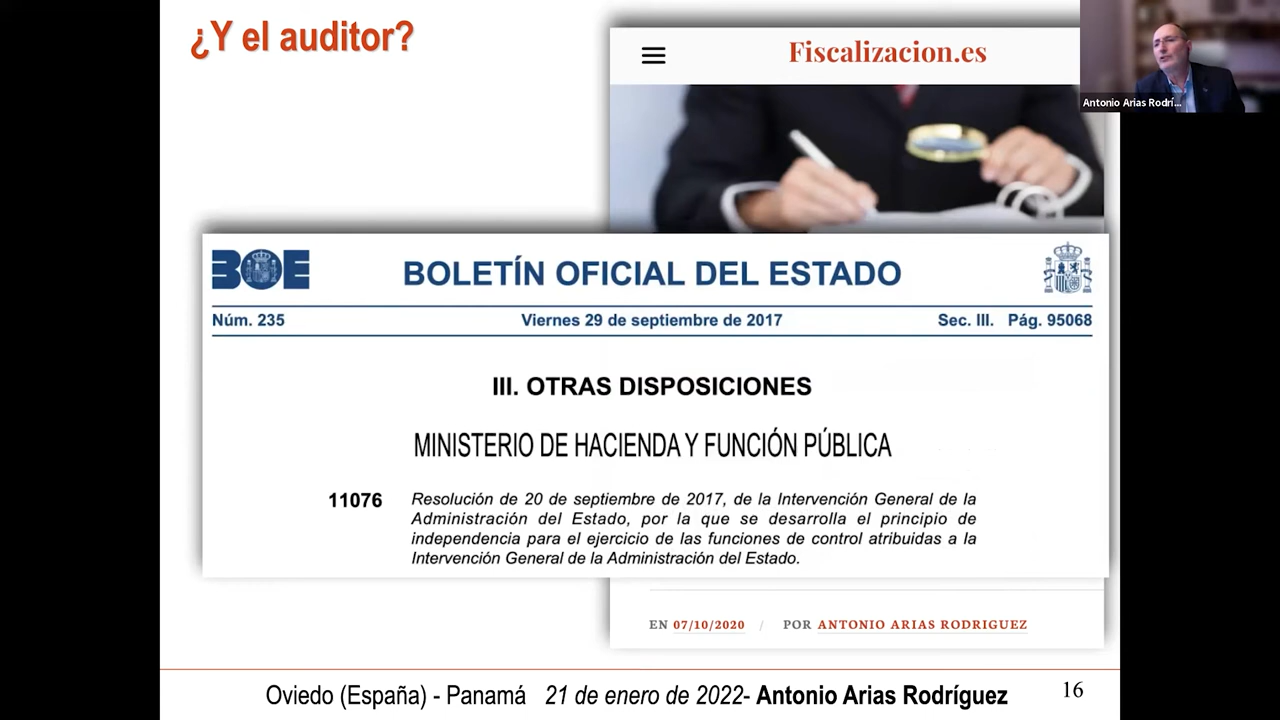 ¿Y el auditor?
Fiscalizacion.es
Antonio Arias Rodrí...
BOE
BOLETÍN OFICIAL DEL ESTADO
Núm. 235
Viernes 29 de septiembre de 2017
Sec. III. Pág. 95068
III. OTRAS DISPOSICIONES
MINISTERIO DE HACIENDA Y FUNCIÓN PÚBLICA
11076
Resolución de 20 de septiembre de 2017, de la Intervención General de la
Administración del Estado, por la que se desarrolla el principio de
independencia para el ejercicio de las funciones de control atribuidas a la
Intervención General de la Administración del Estado.
EN 07/10/2020 / POR ANTONIO ARIAS RODRIGUEZ
Oviedo (España) - Panamá 21 de enero de 2022- Antonio Arias Rodríguez
16